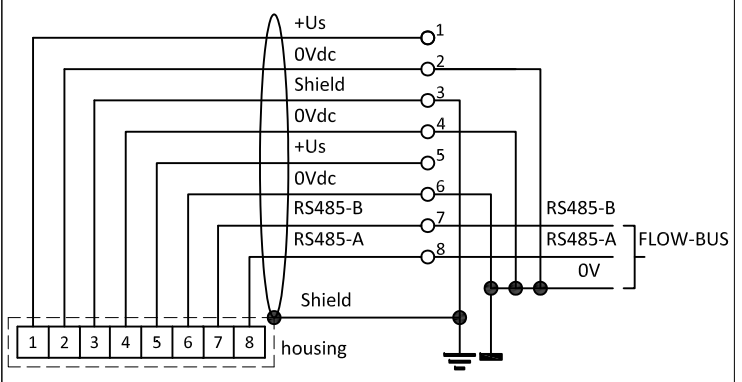 +Us 1
0Vdc 2
Shield 3
0Vdc 4
+Us 5
0Vdc 6
RS485-B 7 RS485-B
RS485-A 8 RS485-A FLOW-BUS
0V
Shield
1 2 3 4 5 6 7 8 housing